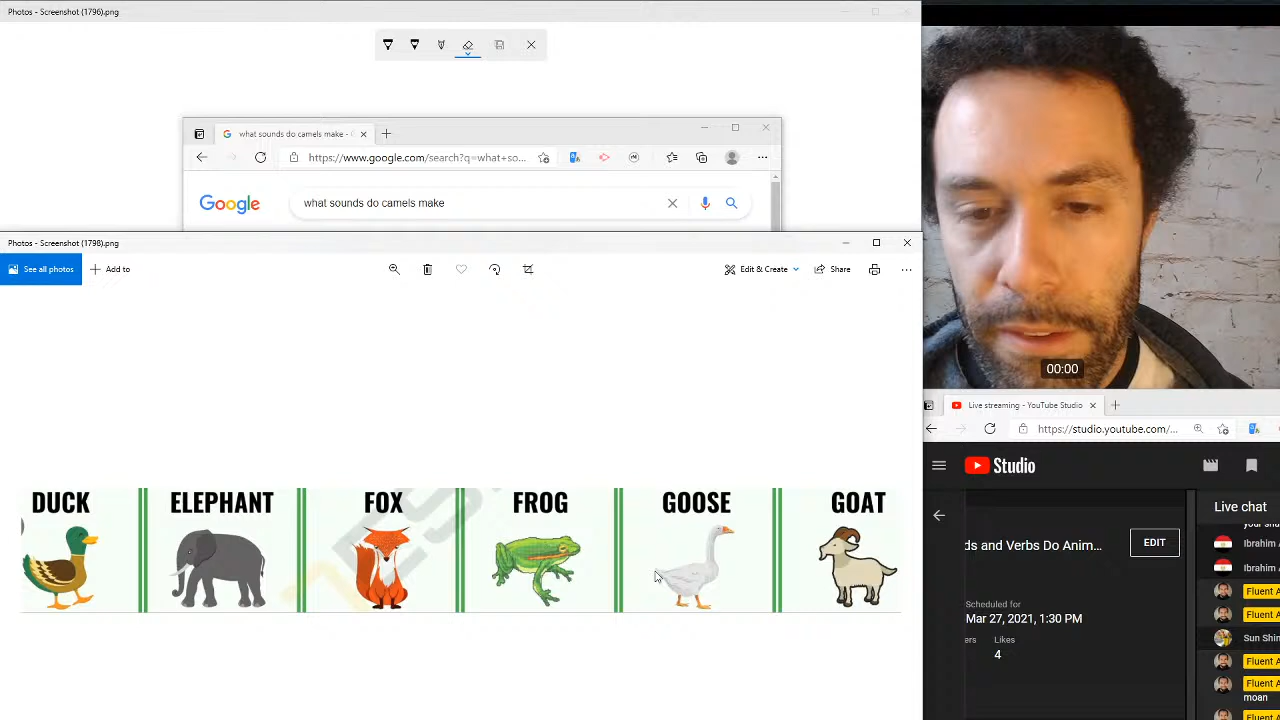 Photos - Screenshot (1796).png
what sounds do camels make -
https://www.google.com/search?q=what+so...
Google
what sounds do camels make
Photos - Screenshot (1798).png
See all photos
Add to
Edit & Create
Share
DUCK
ELEPHANT
FOX
FROG
GOOSE
GOAT
00:00
Live streaming - YouTube Studio
https://studio.youtube.com/...
Studio
Live chat
ds and Verbs Do Anim...
EDIT
Scheduled for
Mar 27, 2021, 1:30 PM
ers
Likes
4
your sha
Ibrahim
Ibrahim
Fluent A
Fluent A
Sun Shin
Fluent A
Fluent A
moan
Fluent A